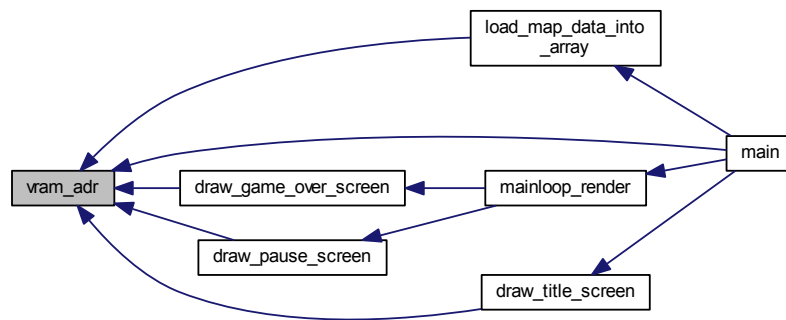 load_map_data_into
_array
main
vram_adr
draw_game_over_screen
mainloop_render
draw_pause_screen
draw_title_screen